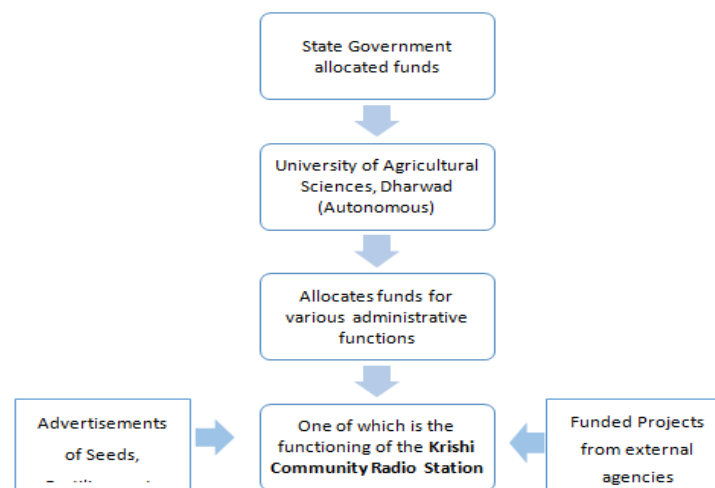 State Government
allocated funds
University of Agricultural
Sciences, Dharwad
(Autonomous)
Allocates funds for
various administrative
functions
Advertisements
of Seeds,
One of which is the
functioning of the Krishi
Community Radio Station
Funded Projects
from external
agencies